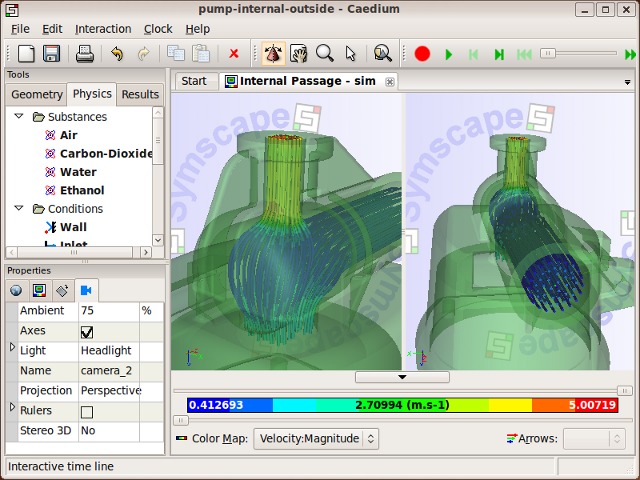 pump-internal-outside - Caedium
File Edit Interaction Clock Help
Tools
Geometry Physics Results
Substances
Air
Carbon-Dioxide
Water
Ethanol
Conditions
Wall
Inlet
Properties
Ambient 75 %
Axes
Light Headlight
Name camera_2
Projection Perspective
Rulers
Stereo 3D No
Start Internal Passage - sim
Symscape
Symscape
0.412693 2.70994 (m.s-1) 5.00719
Color Map: Velocity:Magnitude Arrows:
Interactive time line